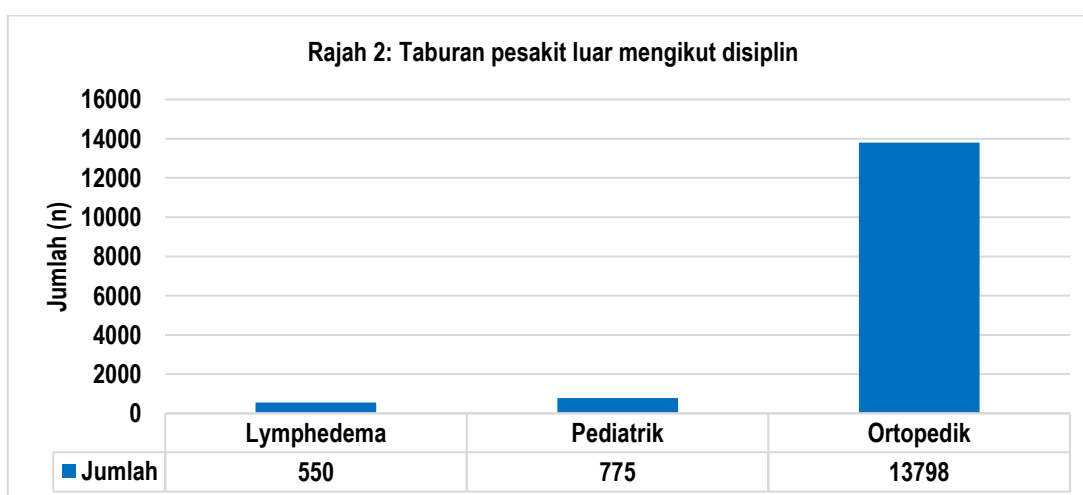 Rajah 2: Taburan pesakit luar mengikut disiplin
16000
14000
12000
10000
8000
6000
4000
2000
0
Jumlah (n)
Lymphedema Pediatrik Ortopedik
Jumlah 550 775 13798